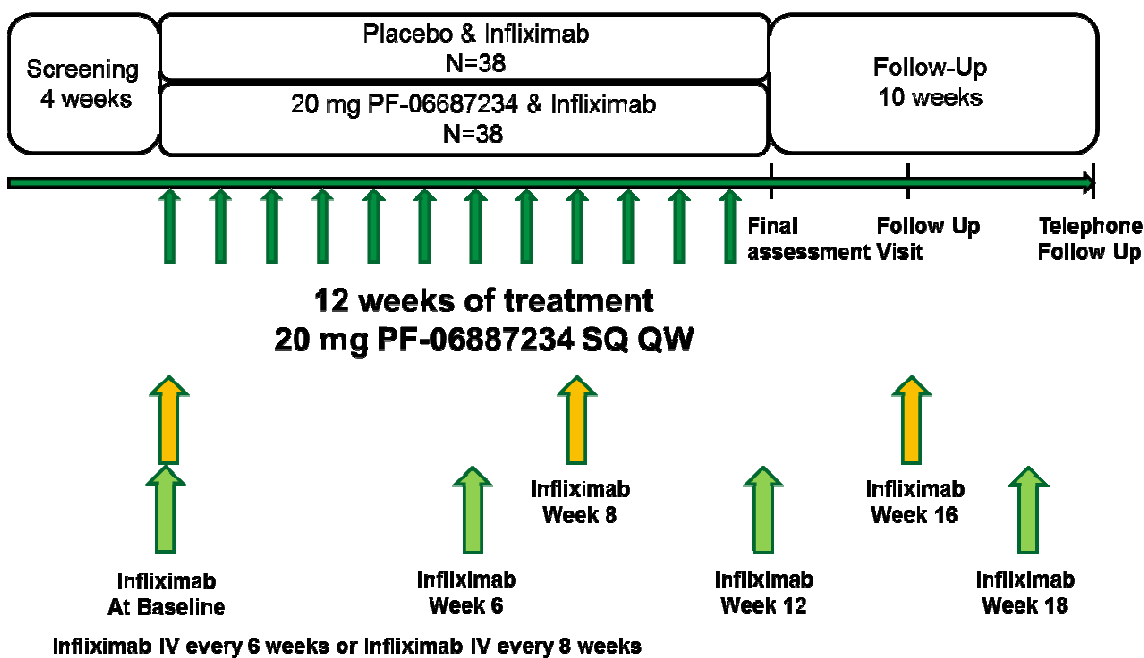 Placebo & Infliximab
N=38
Screening
4 weeks
20 mg PF-06687234 & Infliximab
N=38
Follow-Up
10 weeks
Final
assessment
Follow Up
Visit
Telephone
Follow Up
12 weeks of treatment
20 mg PF-06887234 SQ QW
Infliximab
Week 8
Infliximab
Week 16
Infliximab
At Baseline
Infliximab
Week 6
Infliximab
Week 12
Infliximab
Week 18
Infliximab IV every 6 weeks or Infliximab IV every 8 weeks